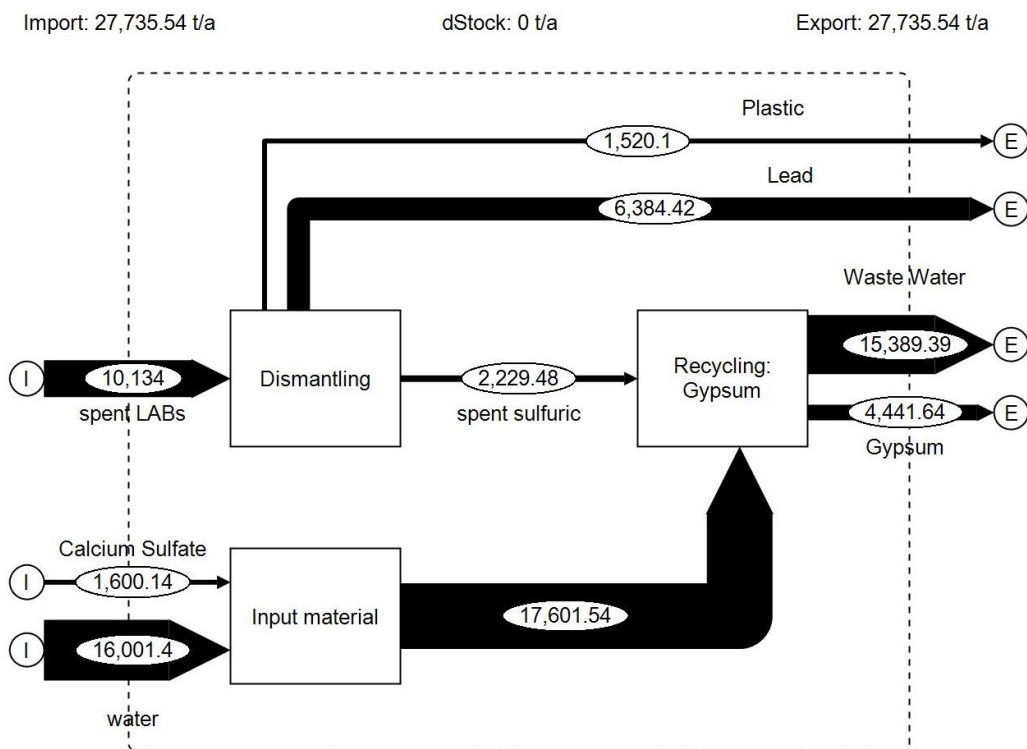 Import: 27,735.54 t/a
dStock: 0 t/a
Export: 27,735.54 t/a
Plastic
1,520.1
E
Lead
6,384.42
E
Waste Water
15,389.39
E
I
10,134
spent LABs
Dismantling
2,229.48
spent sulfuric
Recycling:
Gypsum
4,441.64
E
Gypsum
Calcium Sulfate
I
1,600.14
Input material
17,601.54
I
16,001.4
water